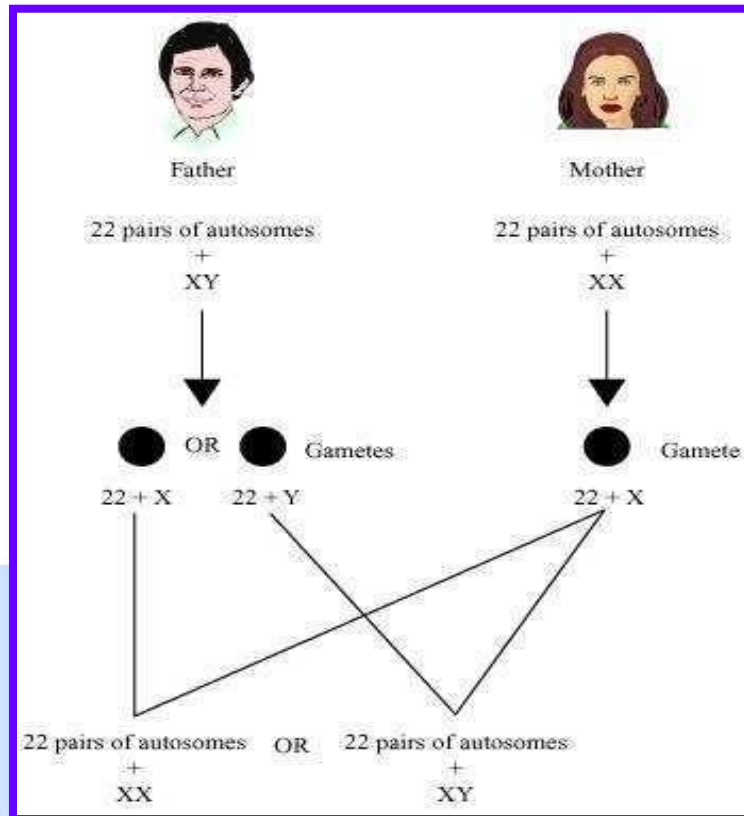 Father Mother
22 pairs of autosomes 22 pairs of autosomes
+ +
XY XX
OR Gametes Gamete
22 + X 22 + Y 22 + X
22 pairs of autosomes OR 22 pairs of autosomes
+ +
XX XY